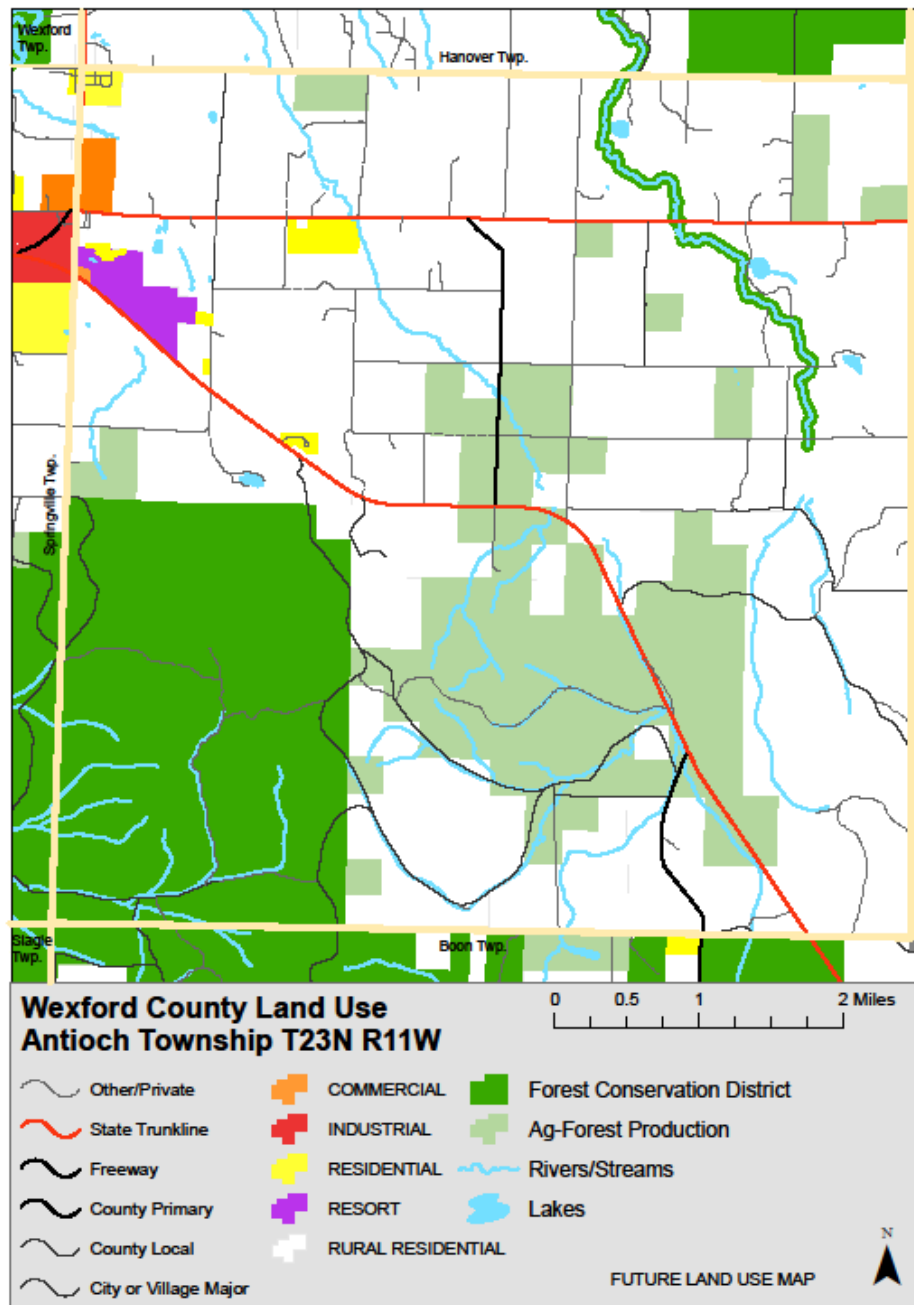 Wexford
Twp.
Hanover Twp.
Springville Twp.
Slagle
Twp.
Boon Twp.
Wexford County Land Use
Antioch Township T23N R11W
0 0.5 1 2 Miles
Other/Private
State Trunkline
Freeway
County Primary
County Local
City or Village Major
COMMERCIAL
INDUSTRIAL
RESIDENTIAL
RESORT
RURAL RESIDENTIAL
Forest Conservation District
Ag-Forest Production
Rivers/Streams
Lakes
FUTURE LAND USE MAP
N